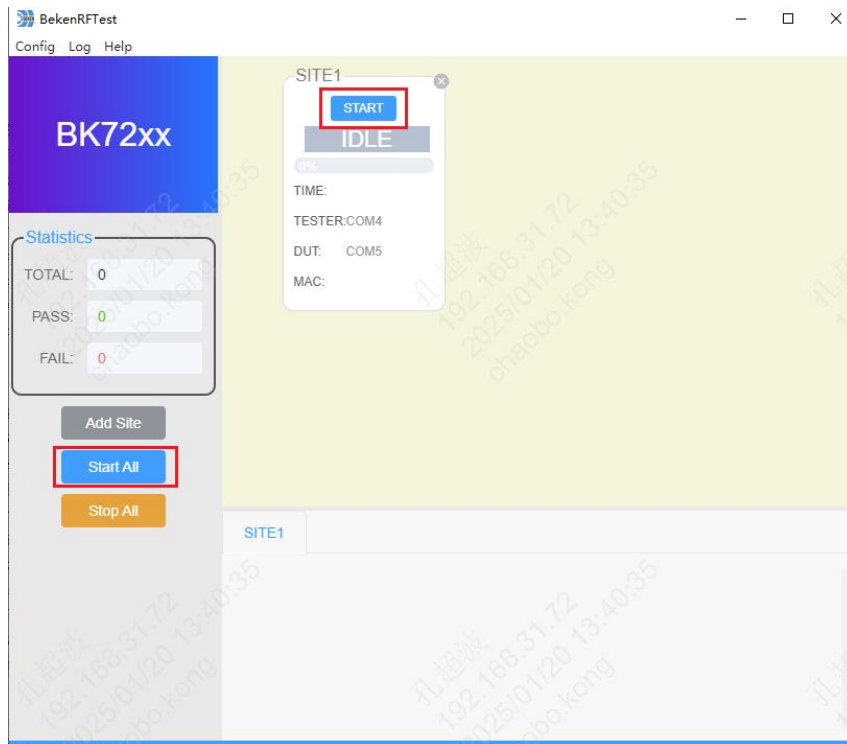 BekenRFTest
Config Log Help
BK72xx
Statistics
TOTAL: 0
PASS: 0
FAIL: 0
Add Site
Start All
Stop All
SITE1
START
IDLE
0%
TIME:
TESTER:COM4
DUT: COM5
MAC:
SITE1
孔超波
192.168.31.72
2025/01/20 13:40:35
chaobo.kong